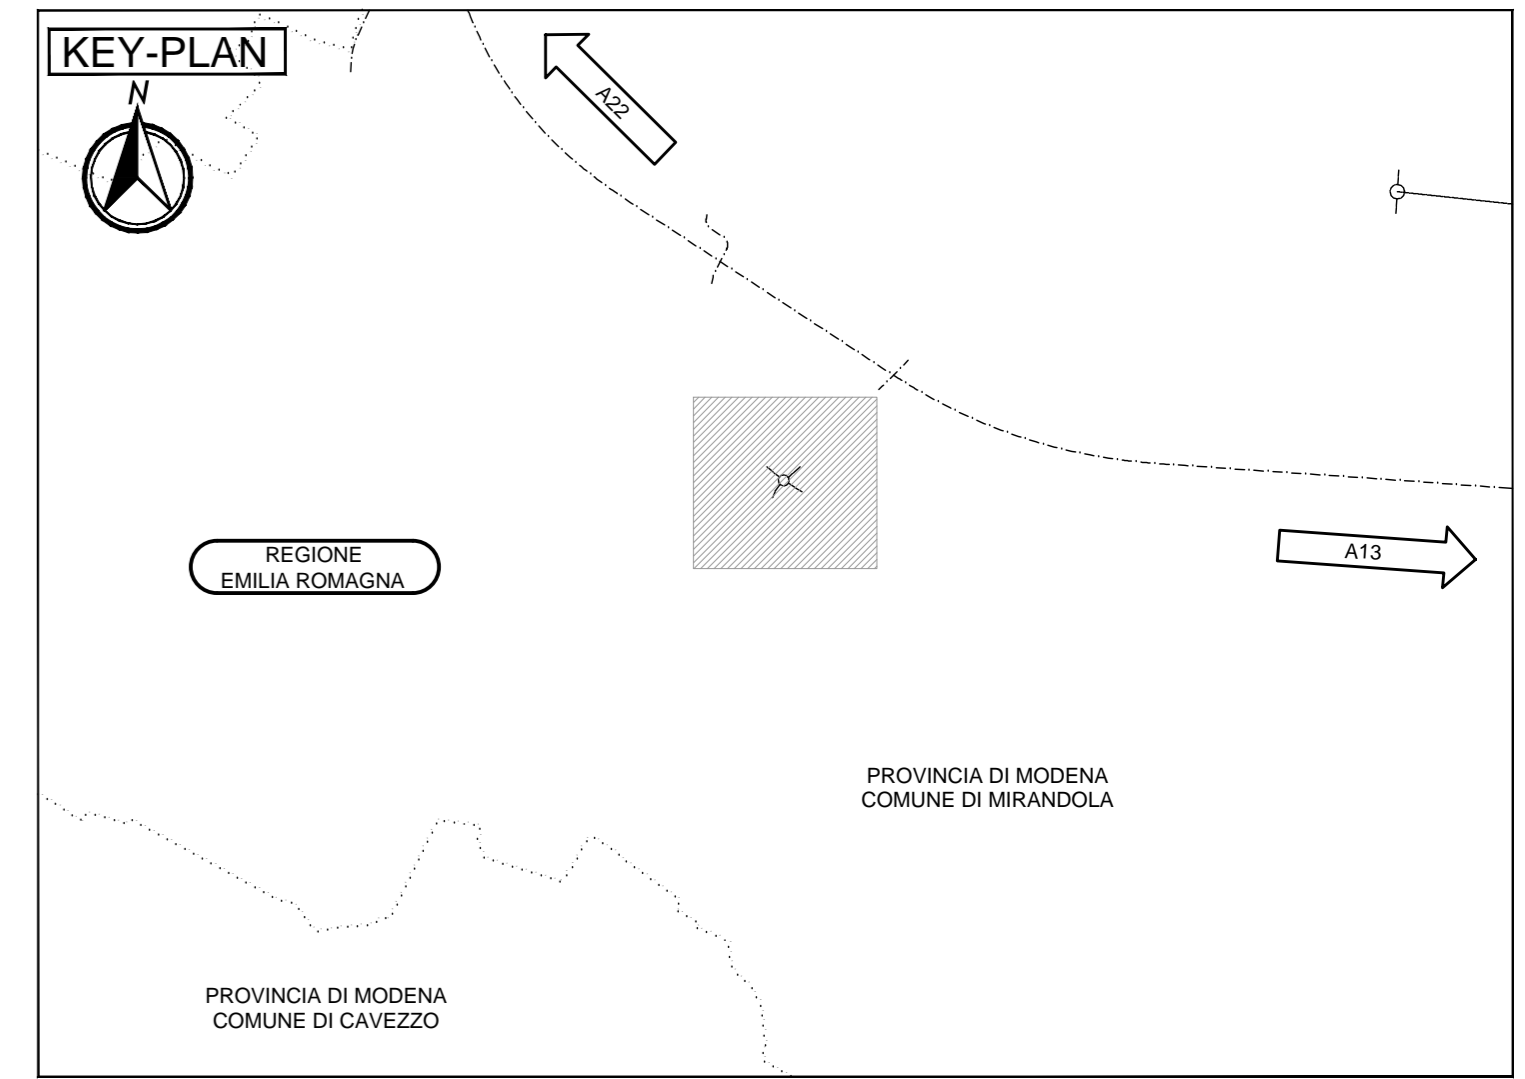 KEY-PLAN
N
A22
A13
REGIONE
EMILIA ROMAGNA
PROVINCIA DI MODENA
COMUNE DI MIRANDOLA
PROVINCIA DI MODENA
COMUNE DI CAVEZZO